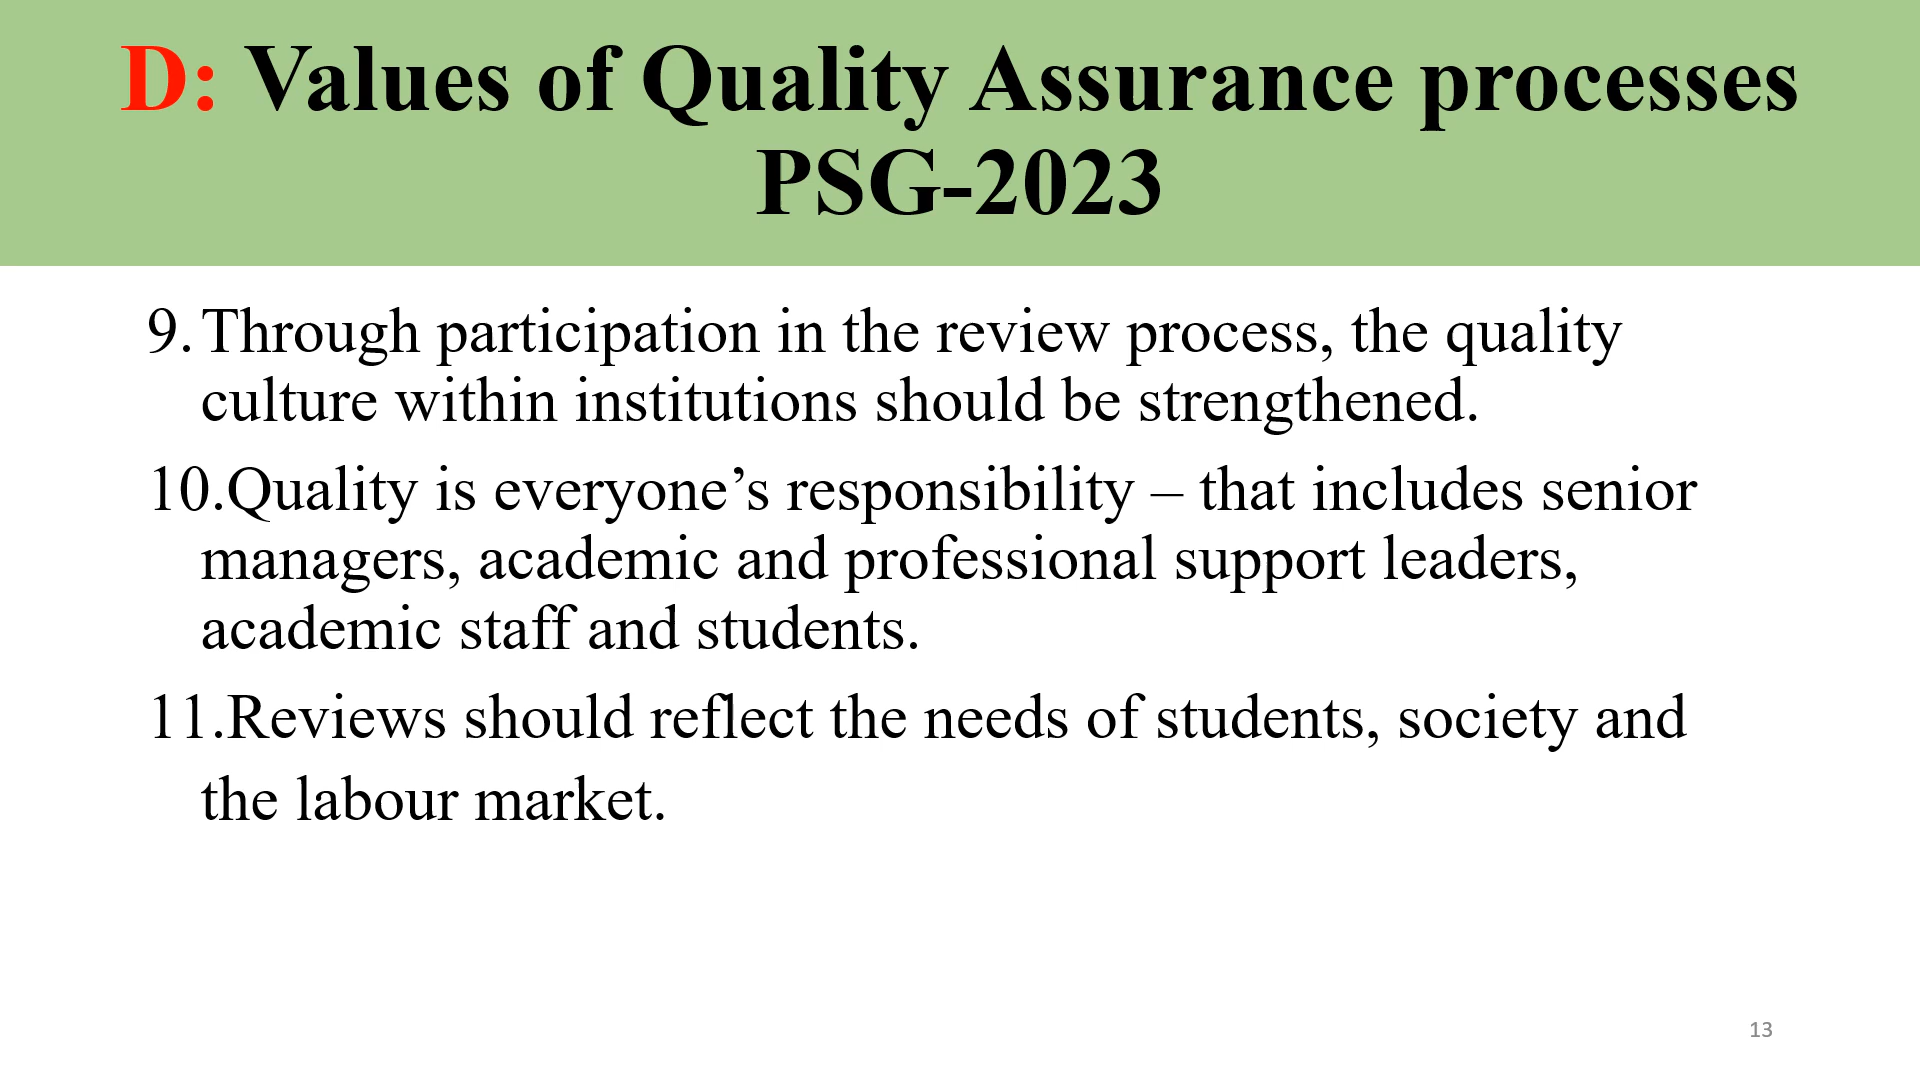 D: Values of Quality Assurance processes
PSG-2023
9. Through participation in the review process, the quality
culture within institutions should be strengthened.
10.Quality is everyone’s responsibility – that includes senior
managers, academic and professional support leaders,
academic staff and students.
11.Reviews should reflect the needs of students, society and
the labour market.
13